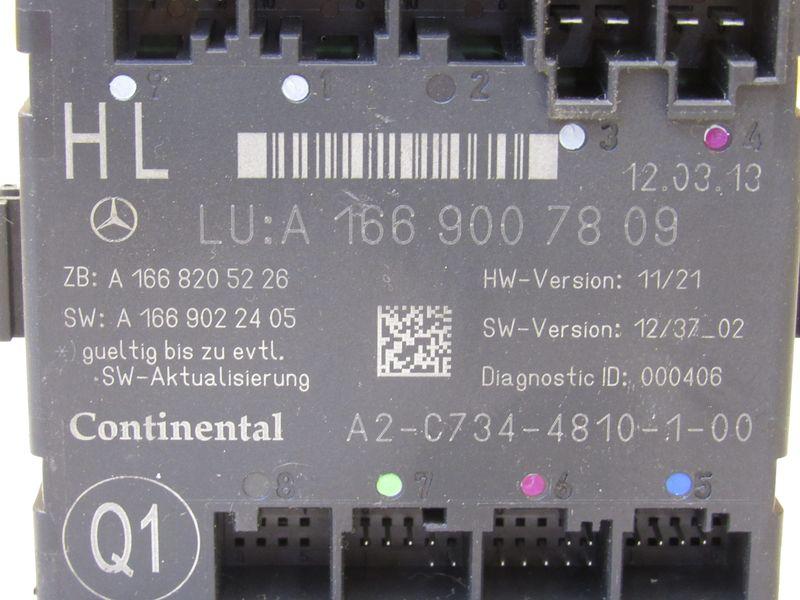 9 1 2
HL
3 4
12.03.13
LU:A 166 900 78 09
ZB: A 166 820 52 26
HW-Version: 11/21
SW: A 166 902 24 05
SW-Version: 12/37_02
*) gueltig bis zu evtl.
SW-Aktualisierung
Diagnostic ID: 000406
Continental
A2-C734-4810-1-00
8 7 6 5
Q1